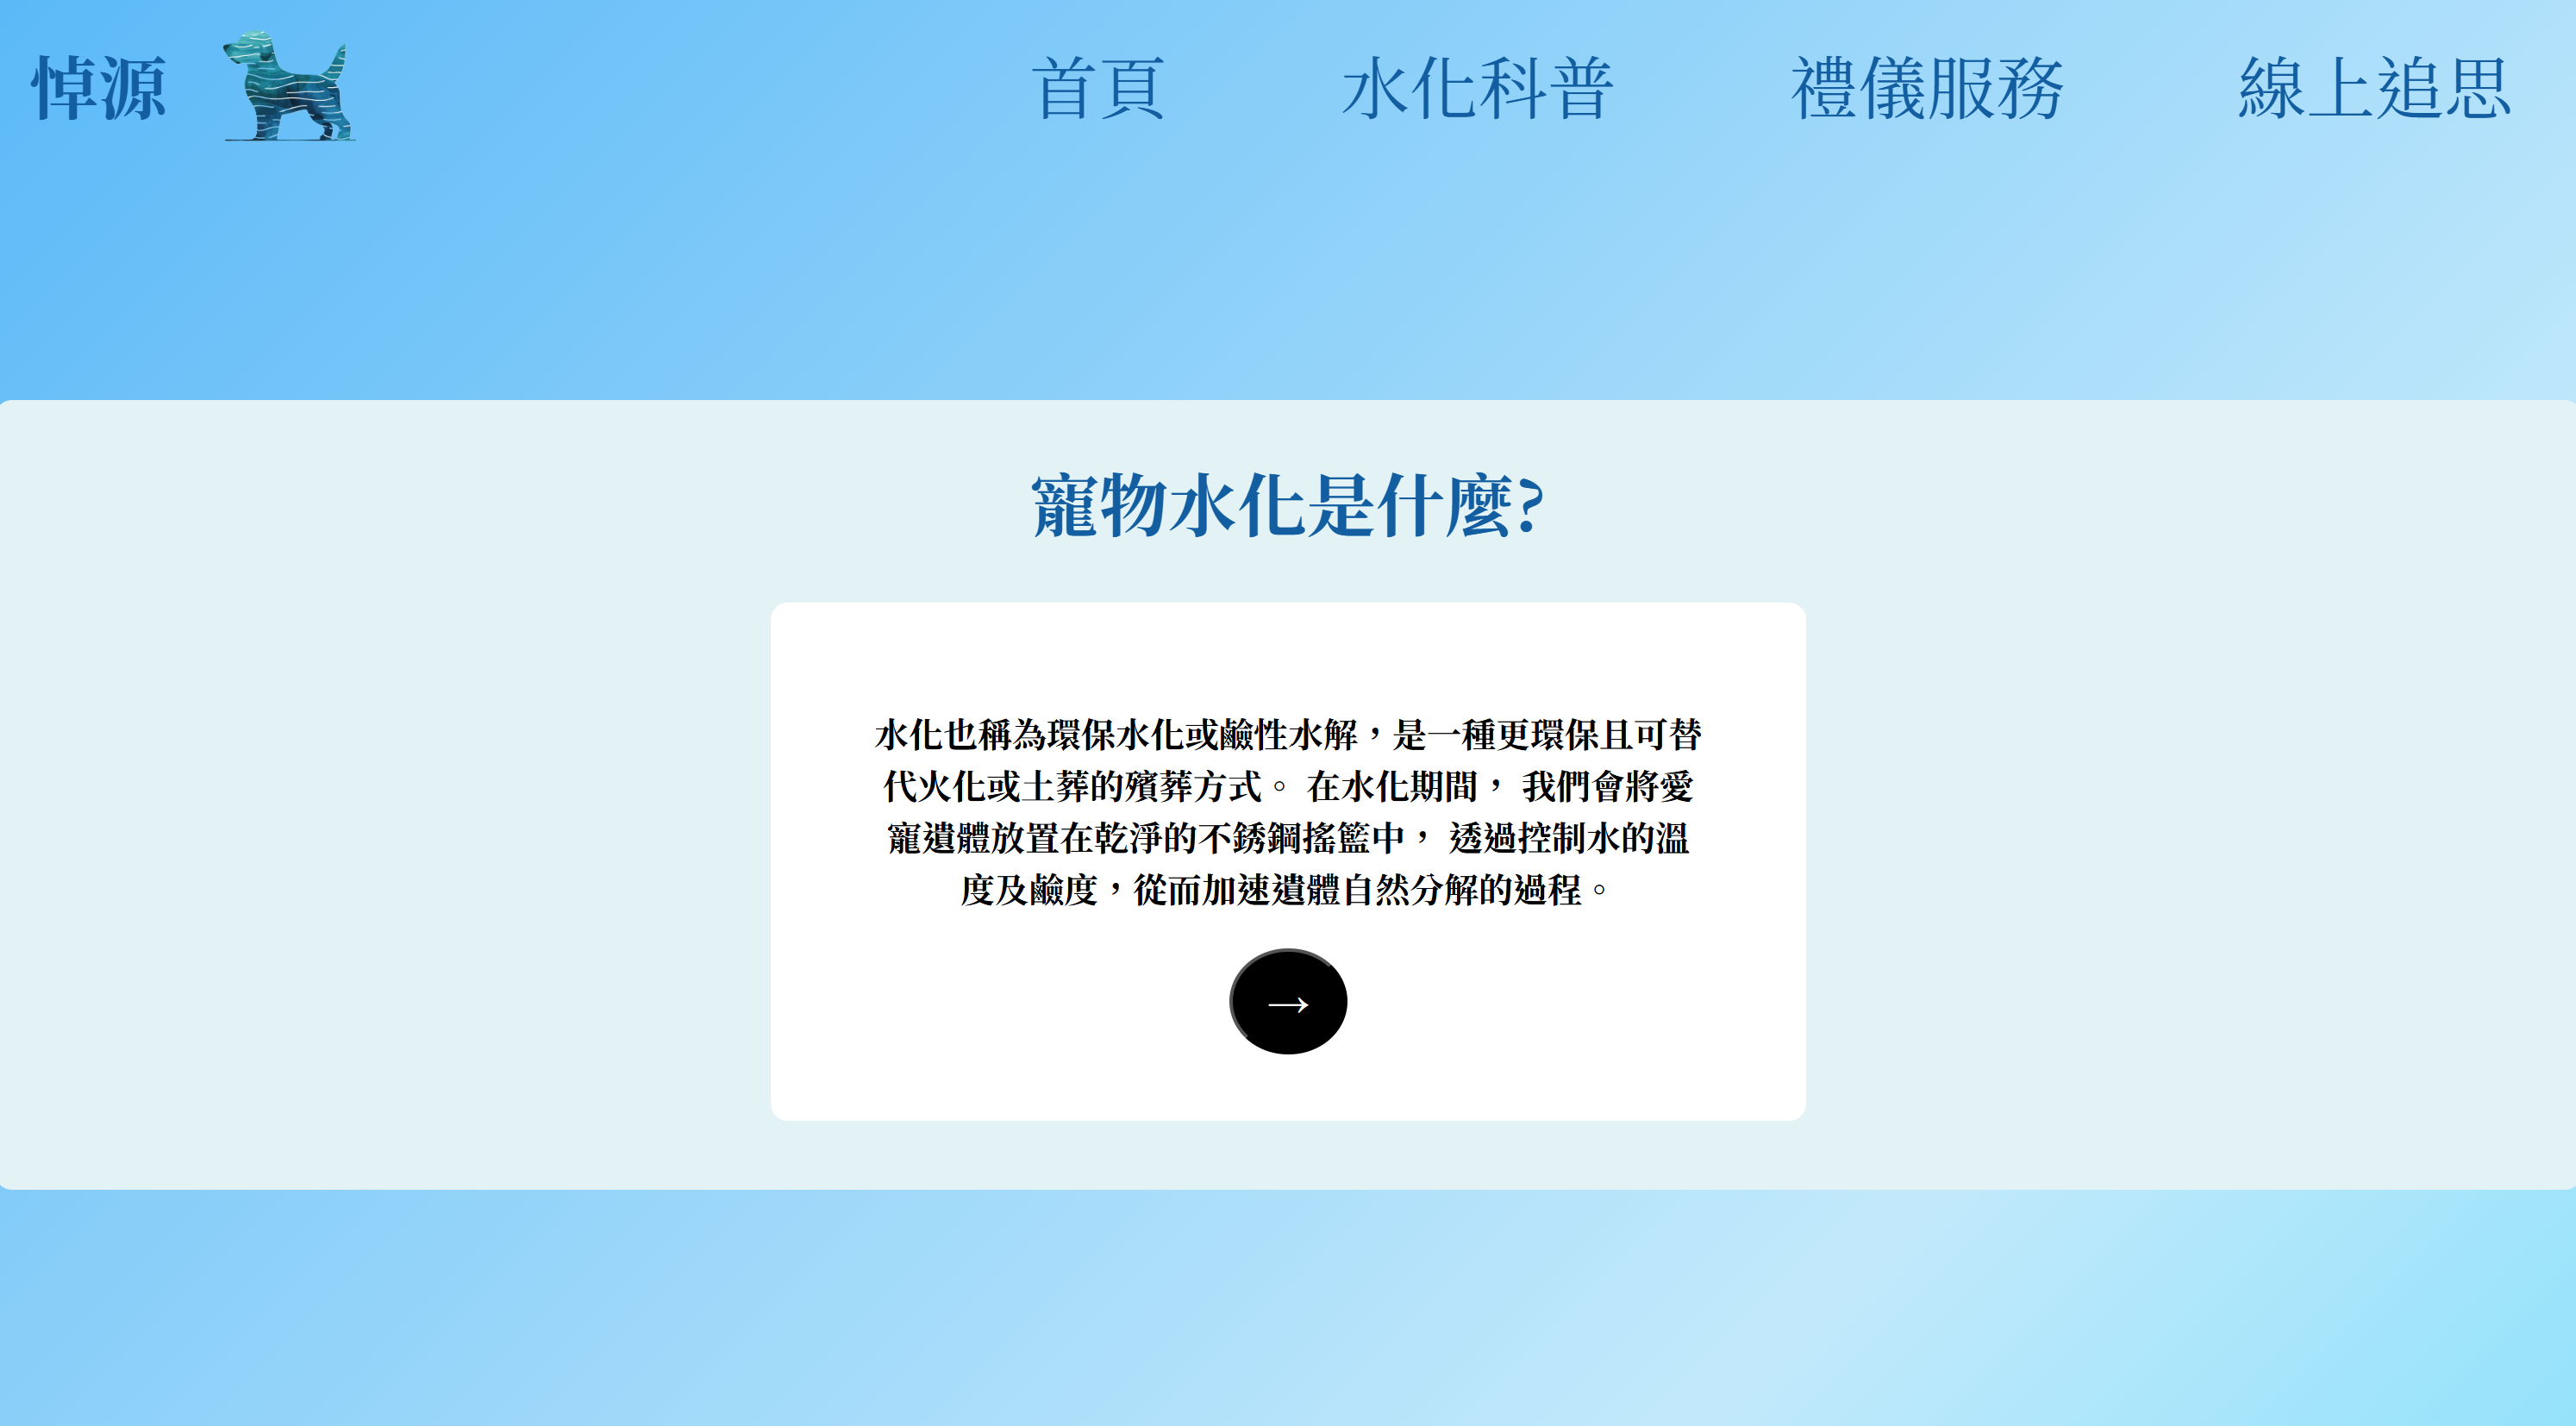 悼源
首頁 水化科普 禮儀服務 線上追思
寵物水化是什麼?
水化也稱為環保水化或鹼性水解，是一種更環保且可替
代火化或土葬的殯葬方式。 在水化期間， 我們會將愛
寵遺體放置在乾淨的不銹鋼搖籃中， 透過控制水的溫
度及鹼度，從而加速遺體自然分解的過程。
→